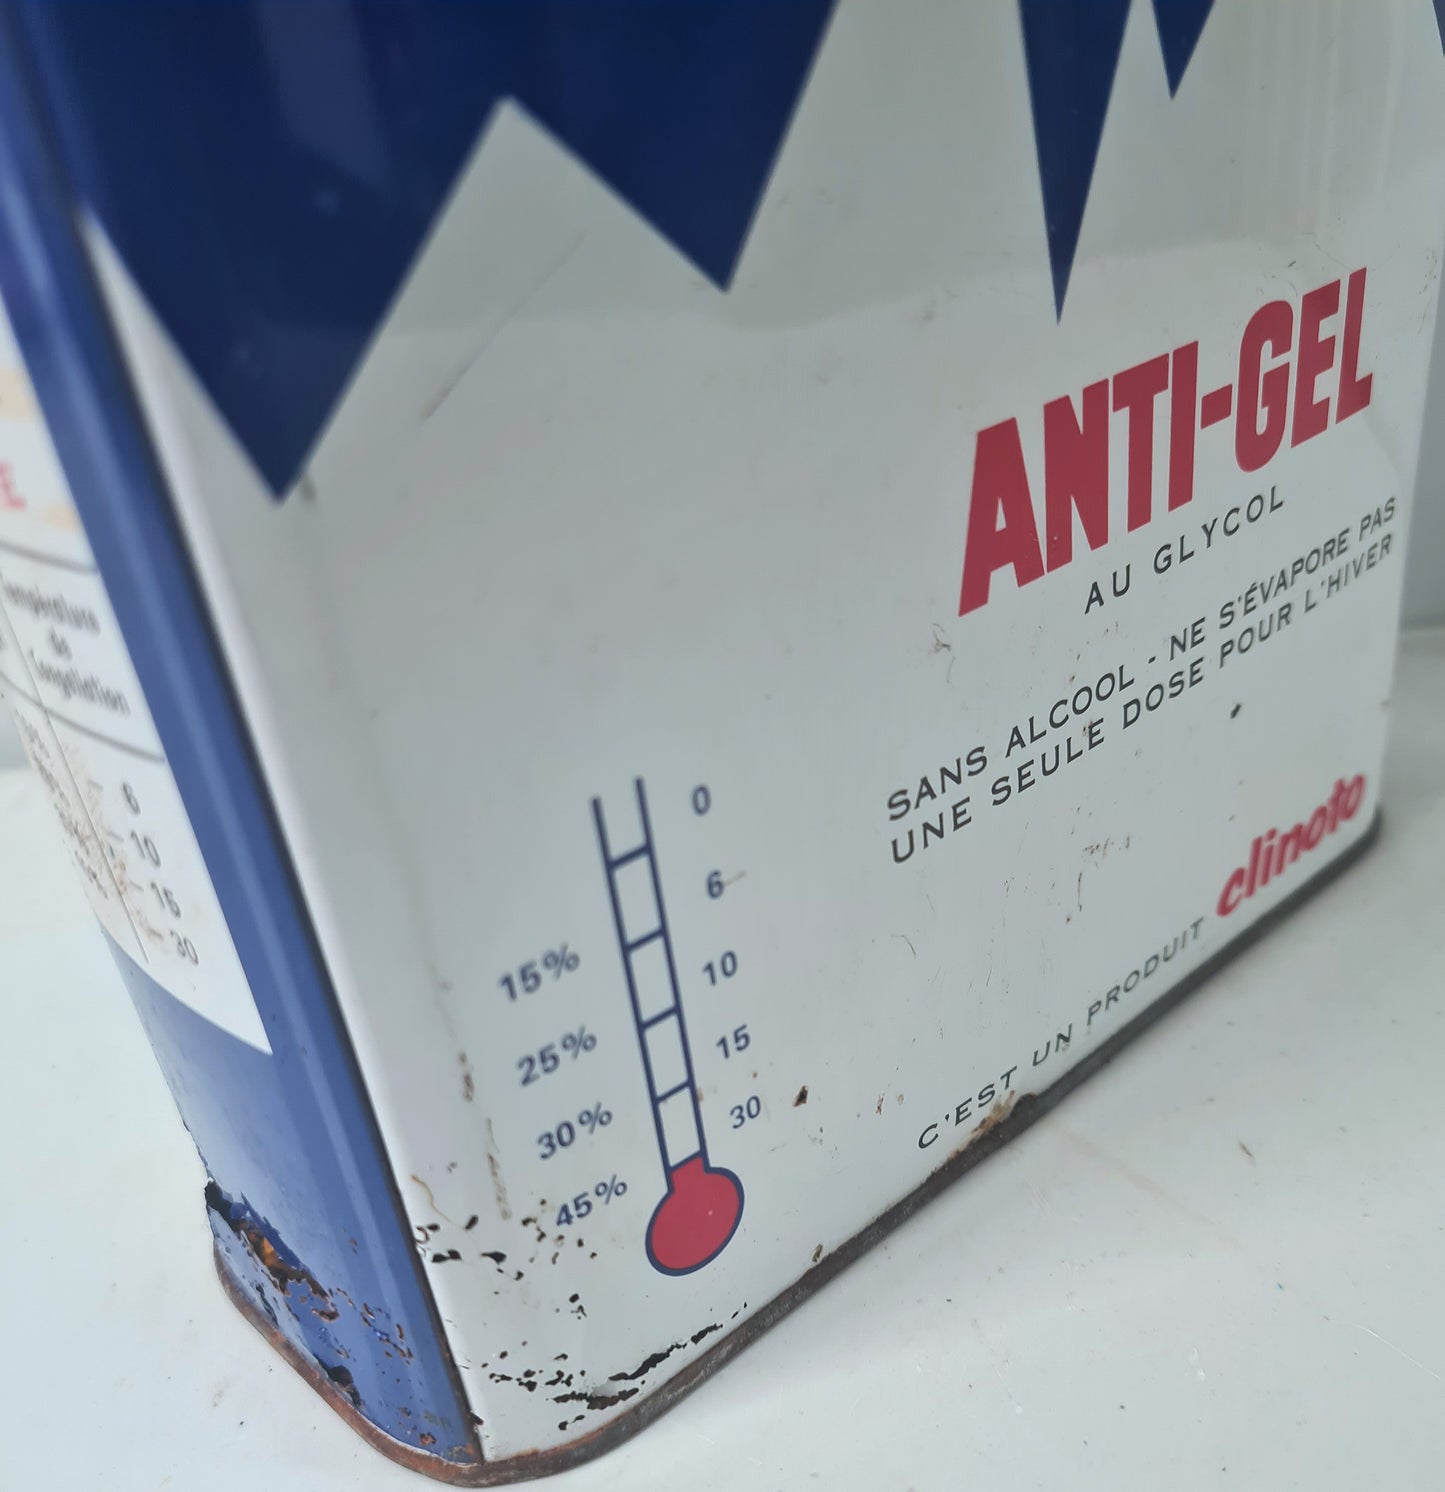 ANTI-GEL
AU GLYCOL
SANS ALCOOL - NE S'ÉVAPORE PAS
UNE SEULE DOSE POUR L'HIVER
0
6
15% 10
25% 15
30% 30
45%
C'EST UN PRODUIT clinoto
E
Température
de
Congélation
6
10
15
30